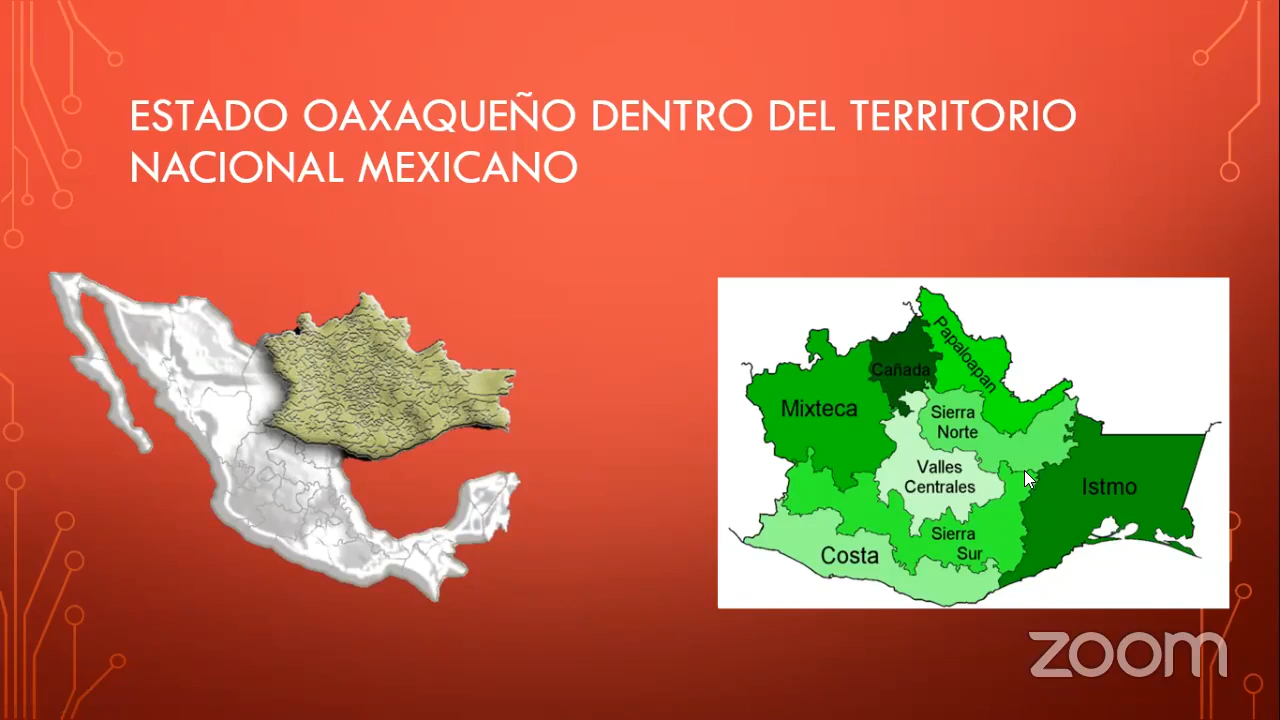 ESTADO OAXAQUEÑO DENTRO DEL TERRITORIO
NACIONAL MEXICANO
Papaloapan
Cañada
Mixteca
Sierra
Norte
Valles
Centrales
Istmo
Sierra
Sur
Costa
zoom